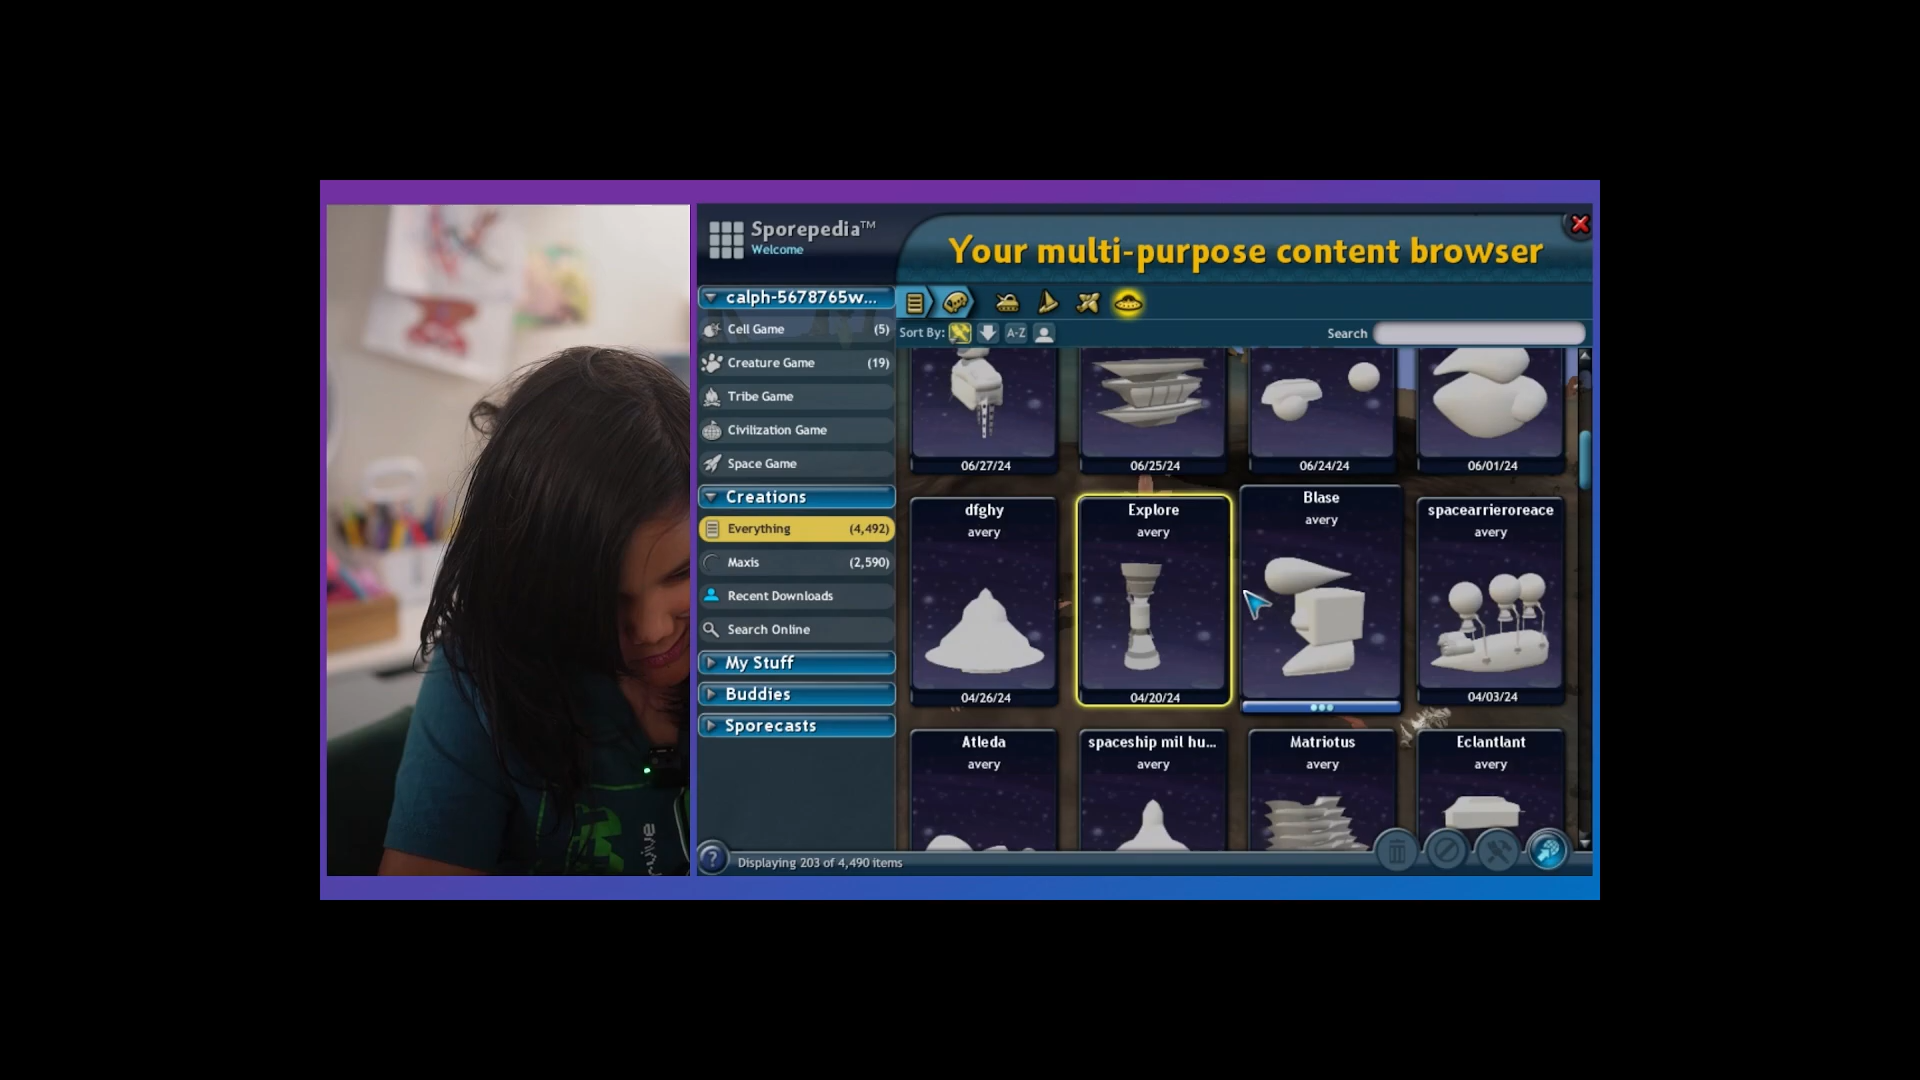 Sporepedia™
Welcome
Your multi-purpose content browser
calph-5678765w...
Cell Game (5)
Creature Game (19)
Tribe Game
Civilization Game
Space Game
Creations
Everything (4,492)
Maxis (2,590)
Recent Downloads
Search Online
My Stuff
Buddies
Sporecasts
Sort By: A-Z
Search
06/27/24 06/25/24 06/24/24 06/01/24
dfghy
avery
04/26/24
Explore
avery
04/20/24
Blase
avery
spacearrieroreace
avery
04/03/24
Atleda
avery
spaceship mil hu...
avery
Matriotus
avery
Eclantlant
avery
? Displaying 203 of 4,490 items